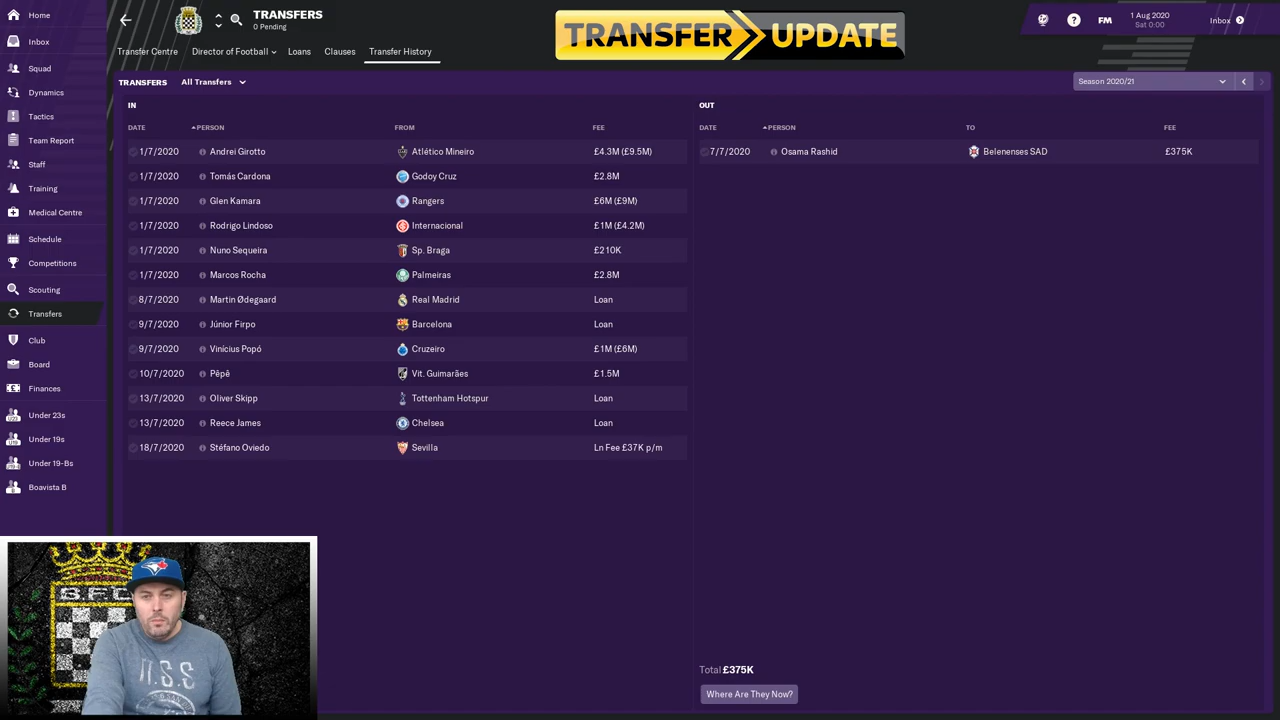 Home
Inbox
Squad
Dynamics
Tactics
Team Report
Staff
Training
Medical Centre
Schedule
Competitions
Scouting
Transfers
Club
Board
Finances
Under 23s
Under 19s
Under 19-Bs
Boavista B
TRANSFERS
0 Pending
TRANSFER UPDATE
? FM 1 Aug 2020
Sat 0:00
Inbox
Transfer Centre Director of Football Loans Clauses Transfer History
TRANSFERS All Transfers Season 2020/21
IN
DATE PERSON FROM FEE
1/7/2020 Andrei Girotto Atlético Mineiro £4.3M (£9.5M)
1/7/2020 Tomás Cardona Godoy Cruz £2.8M
1/7/2020 Glen Kamara Rangers £6M (£9M)
1/7/2020 Rodrigo Lindoso Internacional £1M (£4.2M)
1/7/2020 Nuno Sequeira Sp. Braga £210K
1/7/2020 Marcos Rocha Palmeiras £2.8M
8/7/2020 Martin Ødegaard Real Madrid Loan
9/7/2020 Júnior Firpo Barcelona Loan
9/7/2020 Vinícius Popó Cruzeiro £1M (£6M)
10/7/2020 Pêpê Vit. Guimarães £1.5M
13/7/2020 Oliver Skipp Tottenham Hotspur Loan
13/7/2020 Reece James Chelsea Loan
18/7/2020 Stéfano Oviedo Sevilla Ln Fee £37K p/m
OUT
DATE PERSON TO FEE
7/7/2020 Osama Rashid Belenenses SAD £375K
Total £375K
Where Are They Now?